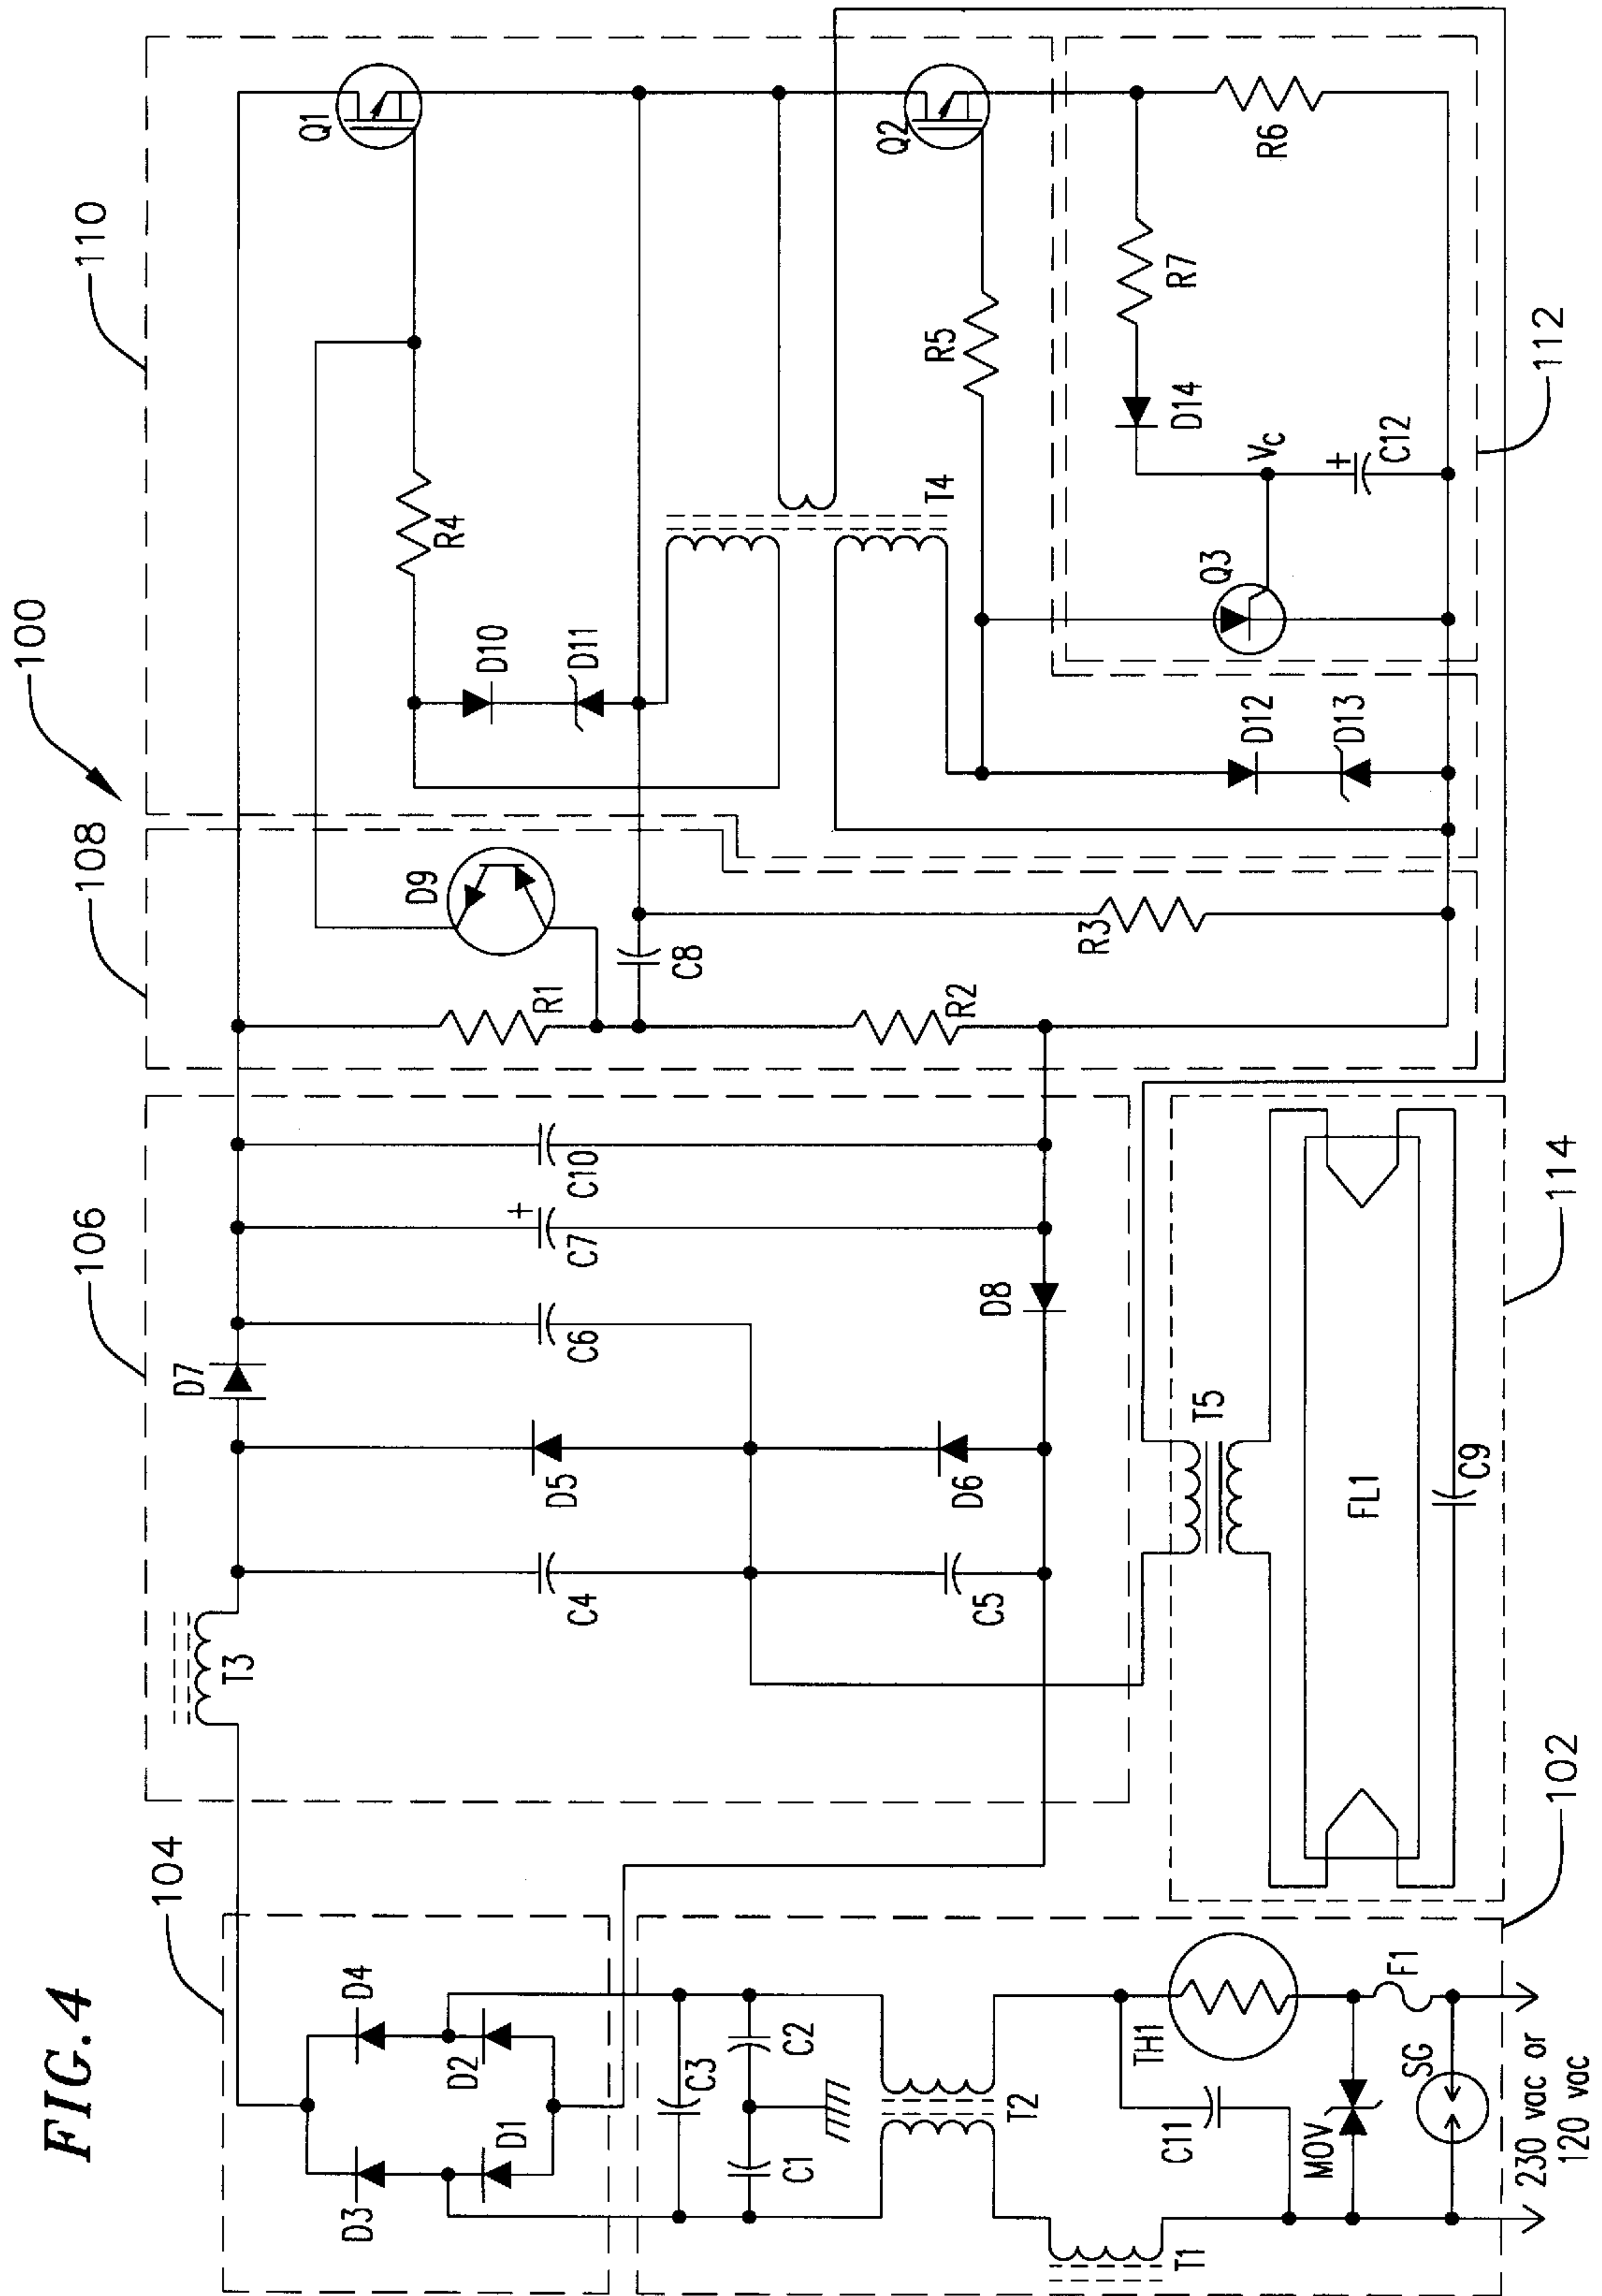 FIG.4
100
102
104
106
108
110
112
114
D3
D4
D1
D2
C3
C1
C2
T2
T1
C11
TH1
MOV
F1
SG
230 vac or
120 vac
T3
C4
C5
D5
D6
D7
C6
C7
+
C10
D8
T5
FL1
C9
R1
R2
D9
C8
R3
Q1
R4
D10
D11
T4
Q2
R5
D12
D13
Q3
Vc
+
C12
D14
R7
R6